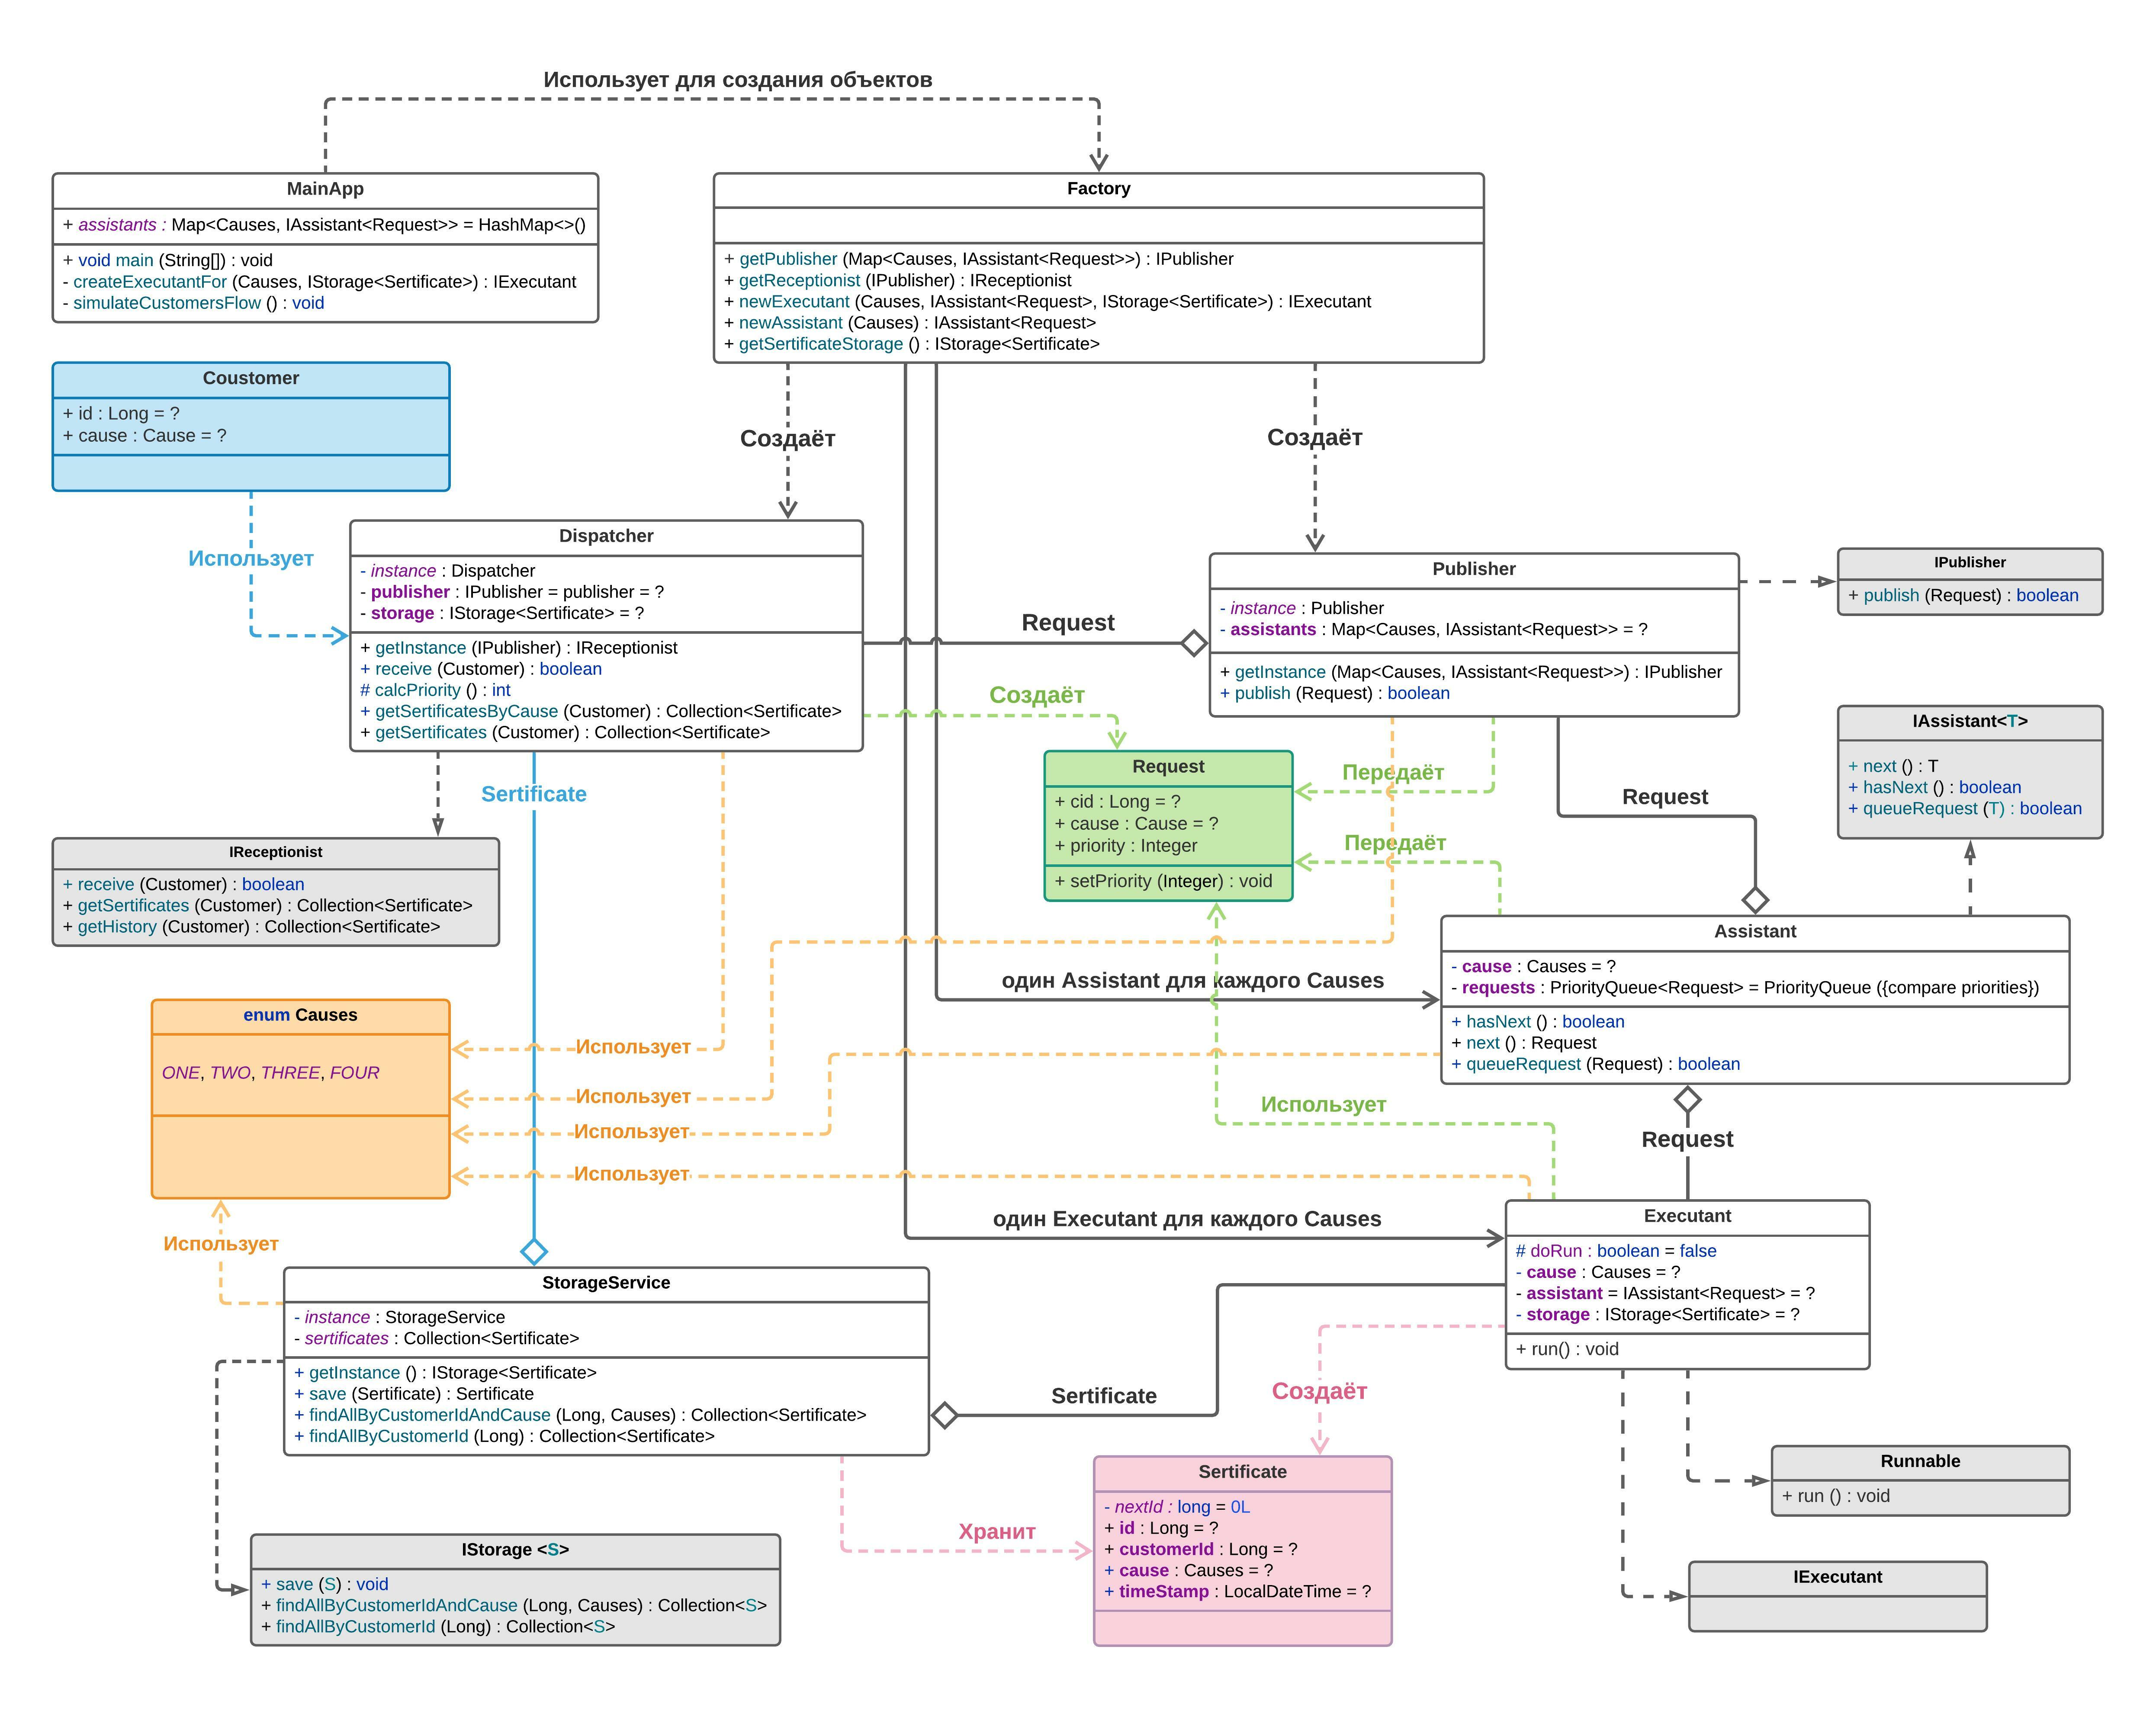 Использует для создания объектов
MainApp
+ assistants : Map<Causes, IAssistant<Request>> = HashMap<>()
+ void main (String[]) : void
- createExecutantFor (Causes, IStorage<Sertificate>) : IExecutant
- simulateCustomersFlow () : void
Factory
+ getPublisher (Map<Causes, IAssistant<Request>>) : IPublisher
+ getReceptionist (IPublisher) : IReceptionist
+ newExecutant (Causes, IAssistant<Request>, IStorage<Sertificate>) : IExecutant
+ newAssistant (Causes) : IAssistant<Request>
+ getSertificateStorage () : IStorage<Sertificate>
Coustomer
+ id : Long = ?
+ cause : Cause = ?
Создаёт
Создаёт
Использует
Dispatcher
- instance : Dispatcher
- publisher : IPublisher = publisher = ?
- storage : IStorage<Sertificate> = ?
+ getInstance (IPublisher) : IReceptionist
+ receive (Customer) : boolean
# calcPriority () : int
+ getSertificatesByCause (Customer) : Collection<Sertificate>
+ getSertificates (Customer) : Collection<Sertificate>
Request
Publisher
- instance : Publisher
- assistants : Map<Causes, IAssistant<Request>> = ?
+ getInstance (Map<Causes, IAssistant<Request>>) : IPublisher
+ publish (Request) : boolean
IPublisher
+ publish (Request) : boolean
Создаёт
Request
+ cid : Long = ?
+ cause : Cause = ?
+ priority : Integer
+ setPriority (Integer) : void
Передаёт
Передаёт
Request
IAssistant<T>
+ next () : T
+ hasNext () : boolean
+ queueRequest (T) : boolean
Sertificate
IReceptionist
+ receive (Customer) : boolean
+ getSertificates (Customer) : Collection<Sertificate>
+ getHistory (Customer) : Collection<Sertificate>
один Assistant для каждого Causes
Assistant
- cause : Causes = ?
- requests : PriorityQueue<Request> = PriorityQueue ({compare priorities})
+ hasNext () : boolean
+ next () : Request
+ queueRequest (Request) : boolean
enum Causes
ONE, TWO, THREE, FOUR
Использует
Использует
Использует
Использует
Использует
Request
Использует
один Executant для каждого Causes
Executant
# doRun : boolean = false
- cause : Causes = ?
- assistant = IAssistant<Request> = ?
- storage : IStorage<Sertificate> = ?
+ run() : void
StorageService
- instance : StorageService
- sertificates : Collection<Sertificate>
+ getInstance () : IStorage<Sertificate>
+ save (Sertificate) : Sertificate
+ findAllByCustomerIdAndCause (Long, Causes) : Collection<Sertificate>
+ findAllByCustomerId (Long) : Collection<Sertificate>
Sertificate
Создаёт
Хранит
Sertificate
- nextId : long = 0L
+ id : Long = ?
+ customerId : Long = ?
+ cause : Causes = ?
+ timeStamp : LocalDateTime = ?
Runnable
+ run () : void
IExecutant
IStorage <S>
+ save (S) : void
+ findAllByCustomerIdAndCause (Long, Causes) : Collection<S>
+ findAllByCustomerId (Long) : Collection<S>